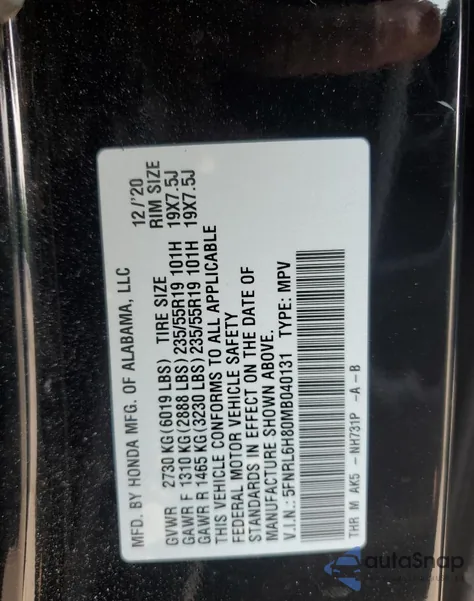 MFD. BY HONDA MFG. OF ALABAMA, LLC 12/'20
GVWR 2730 KG(6019 LBS) TIRE SIZE RIM SIZE
GAWR F 1310 KG(2888 LBS) 235/55R19 101H 19X7.5J
GAWR R 1465 KG(3230 LBS) 235/55R19 101H 19X7.5J
THIS VEHICLE CONFORMS TO ALL APPLICABLE
FEDERAL MOTOR VEHICLE SAFETY
STANDARDS IN EFFECT ON THE DATE OF
MANUFACTURE SHOWN ABOVE.
V.I.N.:5FNRL6H80MB040131 TYPE: MPV
THR M AK5 -NH731P -A-B
autoSnap